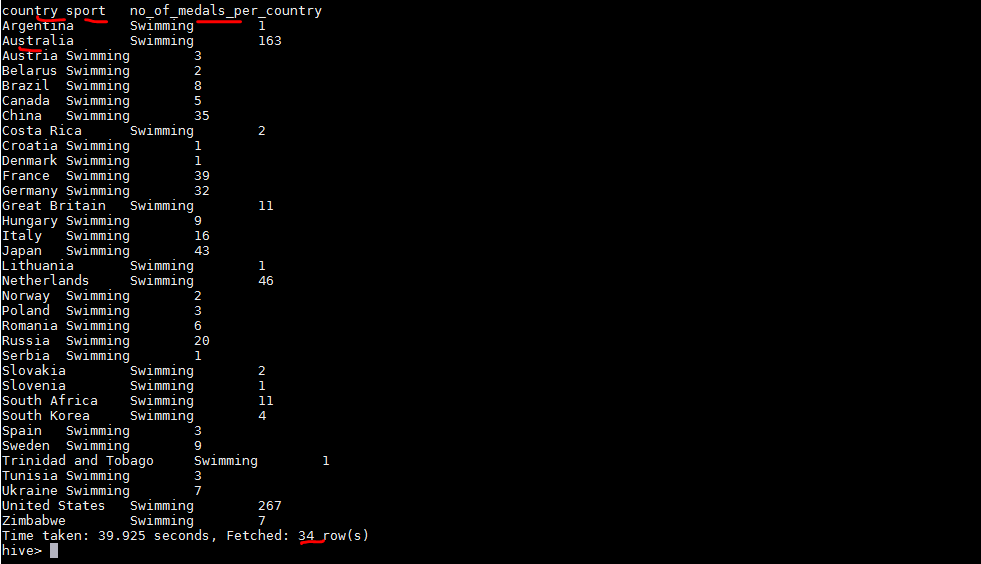 country sport no_of_medals_per_country
Argentina Swimming 1
Australia Swimming 163
Austria Swimming 3
Belarus Swimming 2
Brazil Swimming 8
Canada Swimming 5
China Swimming 35
Costa Rica Swimming 2
Croatia Swimming 1
Denmark Swimming 1
France Swimming 39
Germany Swimming 32
Great Britain Swimming 11
Hungary Swimming 9
Italy Swimming 16
Japan Swimming 43
Lithuania Swimming 1
Netherlands Swimming 46
Norway Swimming 2
Poland Swimming 3
Romania Swimming 6
Russia Swimming 20
Serbia Swimming 1
Slovakia Swimming 2
Slovenia Swimming 1
South Africa Swimming 11
South Korea Swimming 4
Spain Swimming 3
Sweden Swimming 9
Trinidad and Tobago Swimming 1
Tunisia Swimming 3
Ukraine Swimming 7
United States Swimming 267
Zimbabwe Swimming 7
Time taken: 39.925 seconds, Fetched: 34 row(s)
hive>